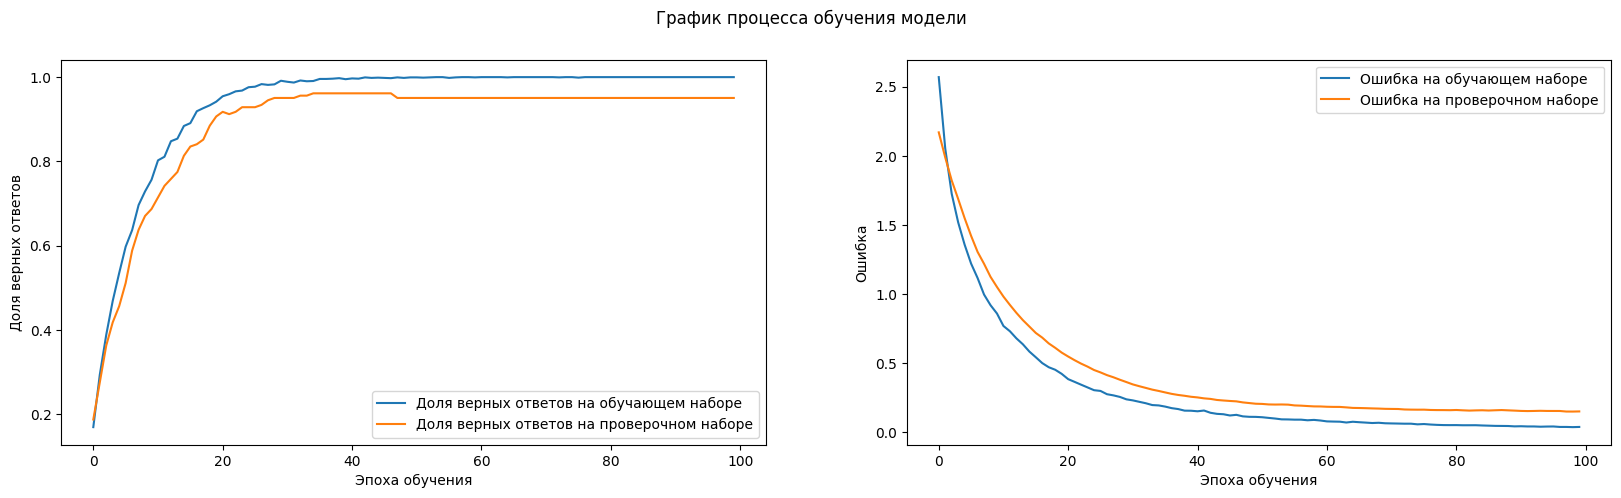 График процесса обучения модели
Доля верных ответов
1.0
0.8
0.6
0.4
0.2
0 20 40 60 80 100
Эпоха обучения
Доля верных ответов на обучающем наборе
Доля верных ответов на проверочном наборе
Ошибка
2.5
2.0
1.5
1.0
0.5
0.0
0 20 40 60 80 100
Эпоха обучения
Ошибка на обучающем наборе
Ошибка на проверочном наборе